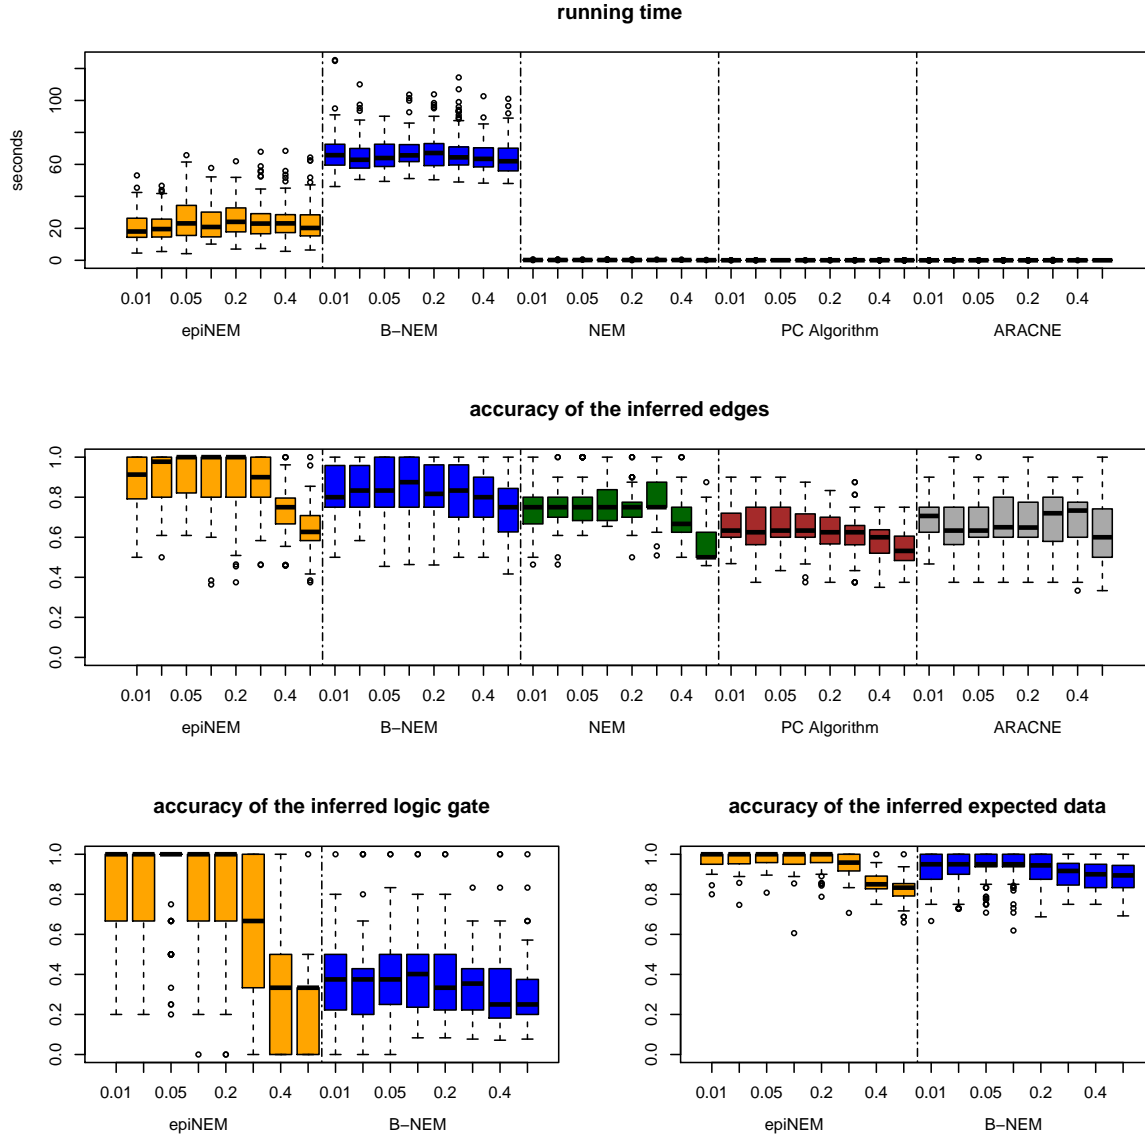 running time
seconds
0 20 60 100
0.01 0.05 0.2 0.4 0.01 0.05 0.2 0.4 0.01 0.05 0.2 0.4 0.01 0.05 0.2 0.4 0.01 0.05 0.2 0.4
epiNEM B−NEM NEM PC Algorithm ARACNE
accuracy of the inferred edges
0.0 0.2 0.4 0.6 0.8 1.0
0.01 0.05 0.2 0.4 0.01 0.05 0.2 0.4 0.01 0.05 0.2 0.4 0.01 0.05 0.2 0.4 0.01 0.05 0.2 0.4
epiNEM B−NEM NEM PC Algorithm ARACNE
accuracy of the inferred logic gate
0.0 0.2 0.4 0.6 0.8 1.0
0.01 0.05 0.2 0.4 0.01 0.05 0.2 0.4
epiNEM B−NEM
accuracy of the inferred expected data
0.0 0.2 0.4 0.6 0.8 1.0
0.01 0.05 0.2 0.4 0.01 0.05 0.2 0.4
epiNEM B−NEM